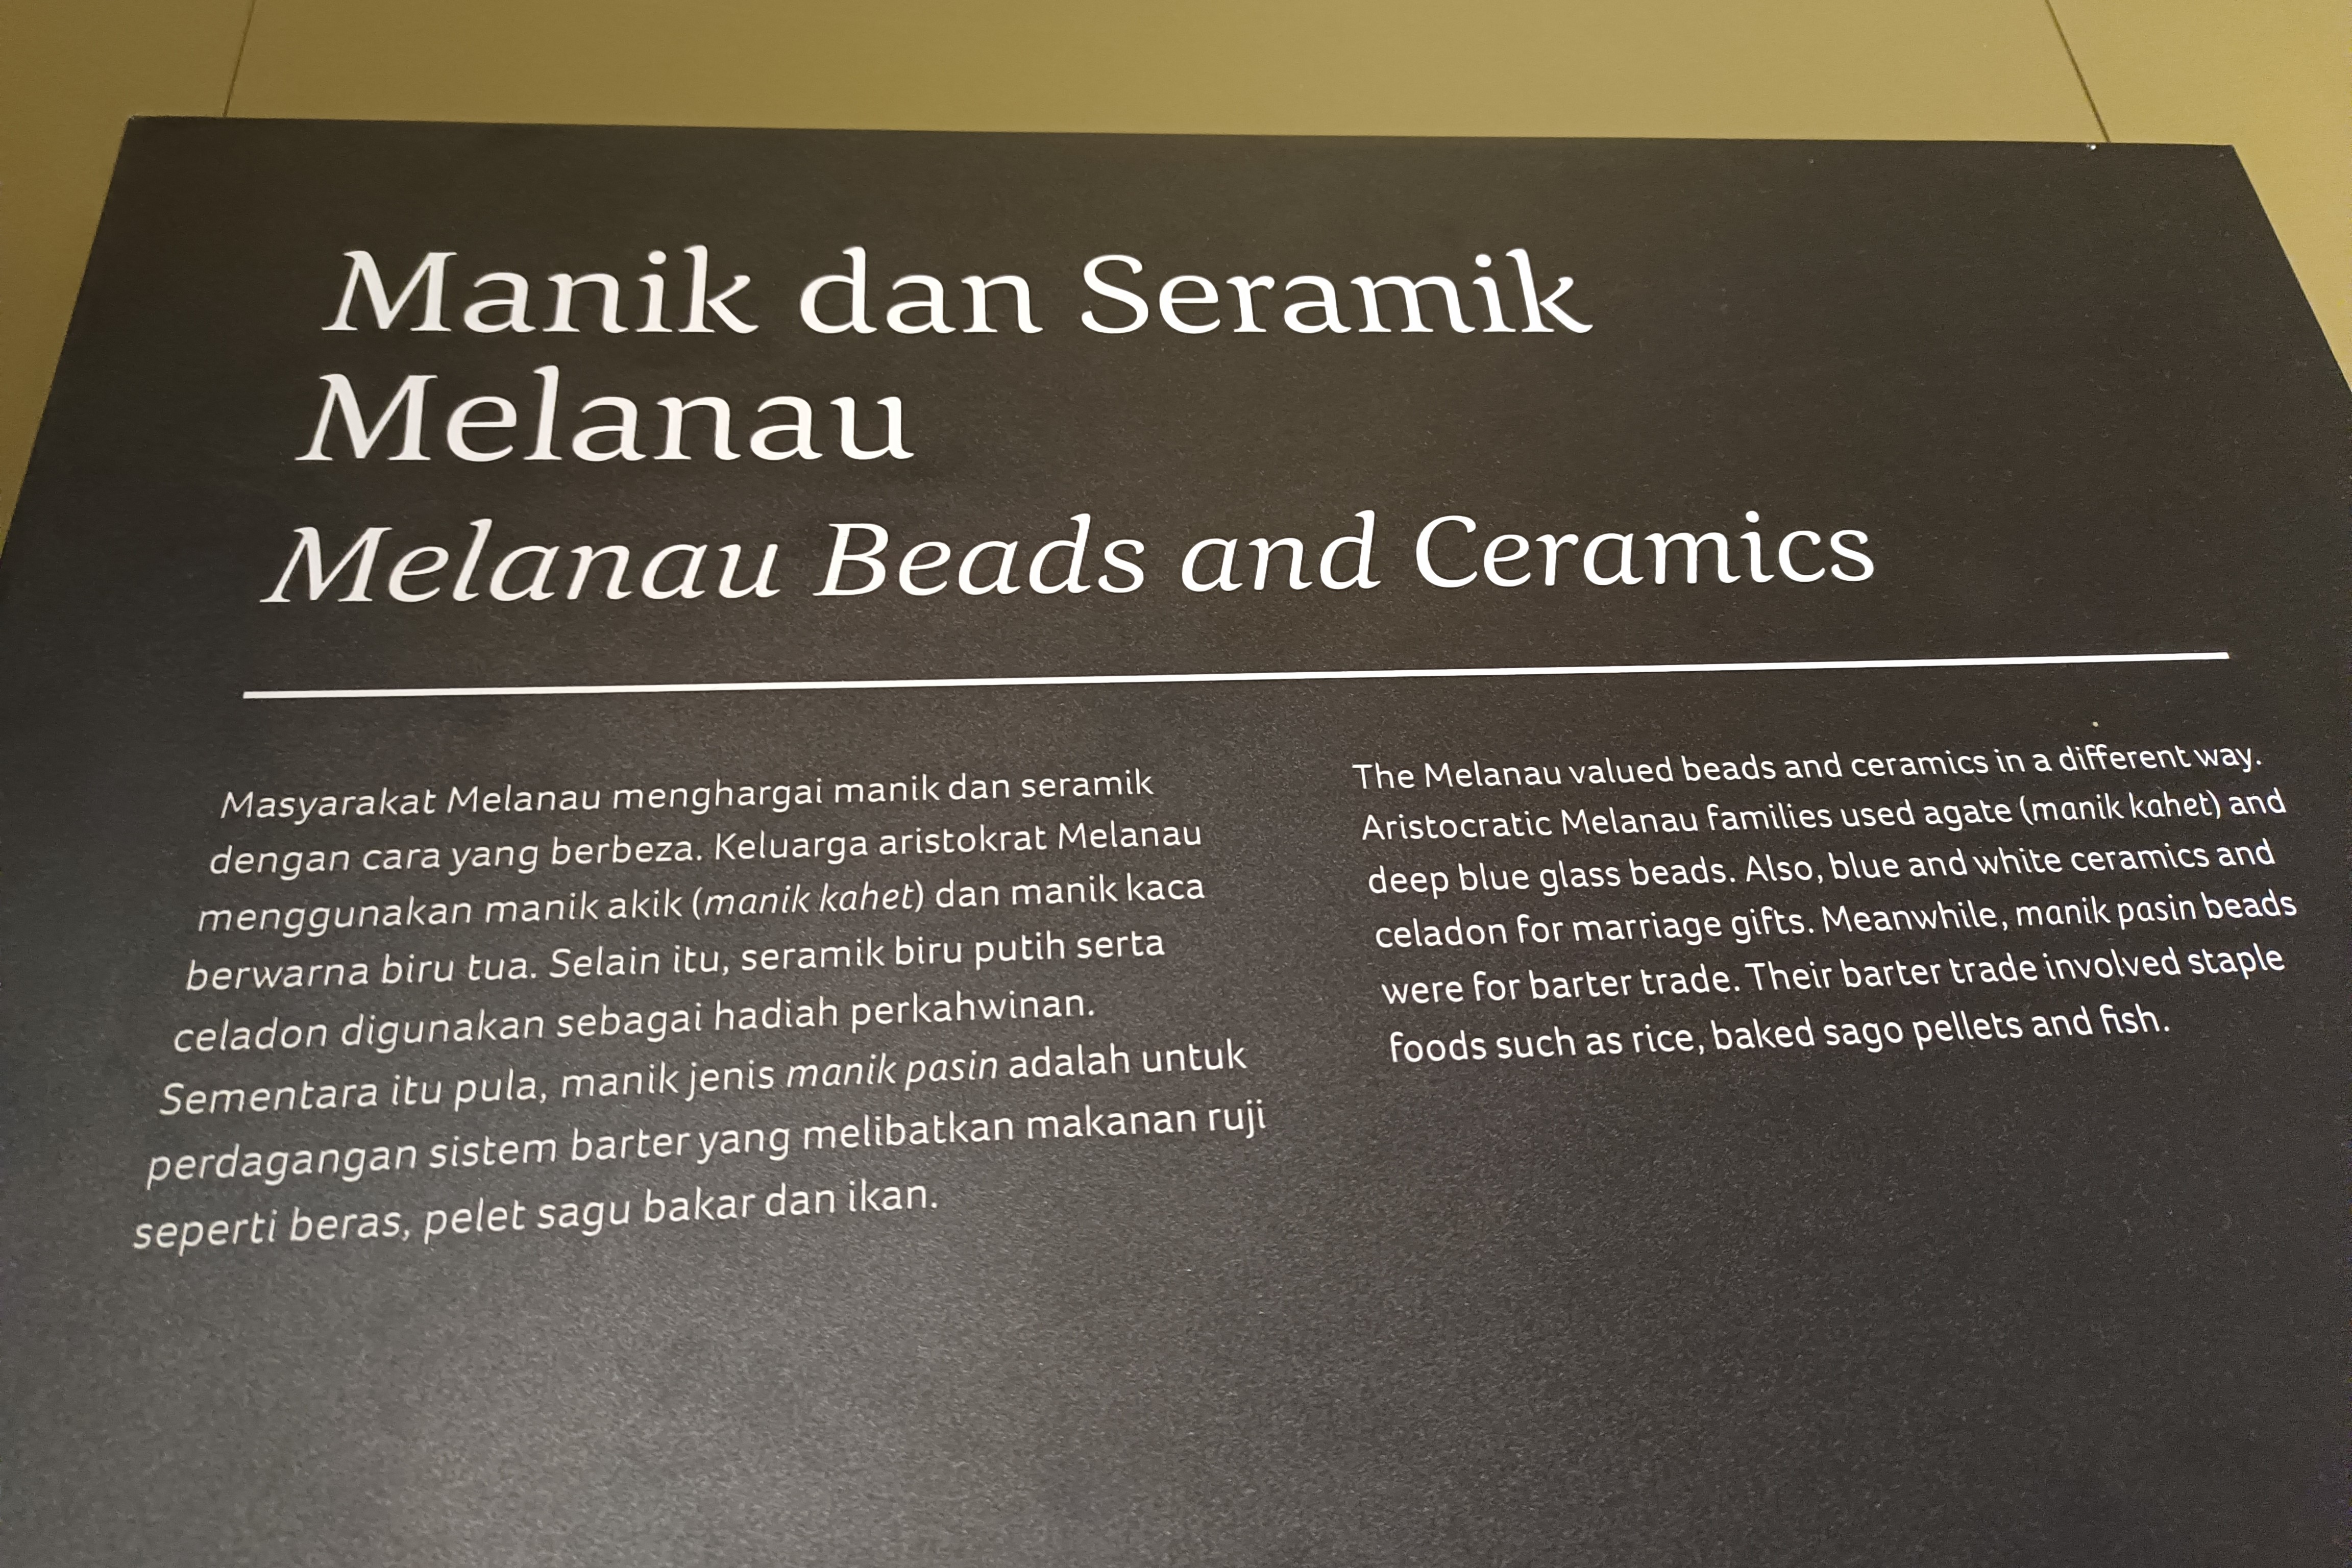 Manik dan Seramik
Melanau
Melanau Beads and Ceramics
Masyarakat Melanau menghargai manik dan seramik
dengan cara yang berbeza. Keluarga aristokrat Melanau
menggunakan manik akik (manik kahet) dan manik kaca
berwarna biru tua. Selain itu, seramik biru putih serta
celadon digunakan sebagai hadiah perkahwinan.
Sementara itu pula, manik jenis manik pasin adalah untuk
perdagangan sistem barter yang melibatkan makanan ruji
seperti beras, pelet sagu bakar dan ikan.
The Melanau valued beads and ceramics in a different way.
Aristocratic Melanau families used agate (manik kahet) and
deep blue glass beads. Also, blue and white ceramics and
celadon for marriage gifts. Meanwhile, manik pasin beads
were for barter trade. Their barter trade involved staple
foods such as rice, baked sago pellets and fish.